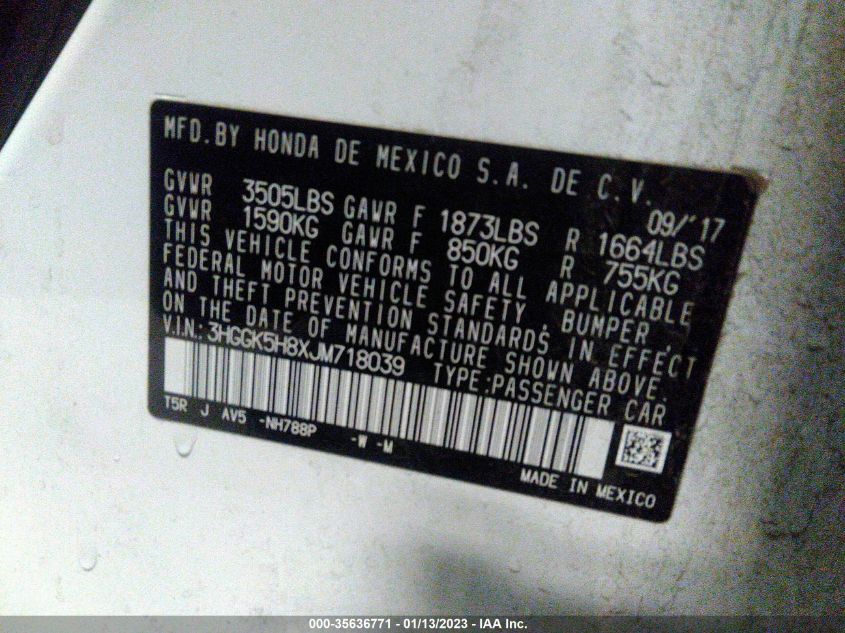 MFD. BY HONDA DE MEXICO S.A. DE C.V.
09/'17
GVWR 3505LBS GAWR F 1873LBS R 1664LBS
GVWR 1590KG GAWR F 850KG R 755KG
THIS VEHICLE CONFORMS TO ALL APPLICABLE
FEDERAL MOTOR VEHICLE SAFETY, BUMPER,
AND THEFT PREVENTION STANDARDS IN EFFECT
ON THE DATE OF MANUFACTURE SHOWN ABOVE.
V.I.N.: 3HGGK5H8XJM718039 TYPE:PASSENGER CAR
T5R J AV5 -NH788P -W -M
MADE IN MEXICO
000-35636771 - 01/13/2023 - IAA Inc.